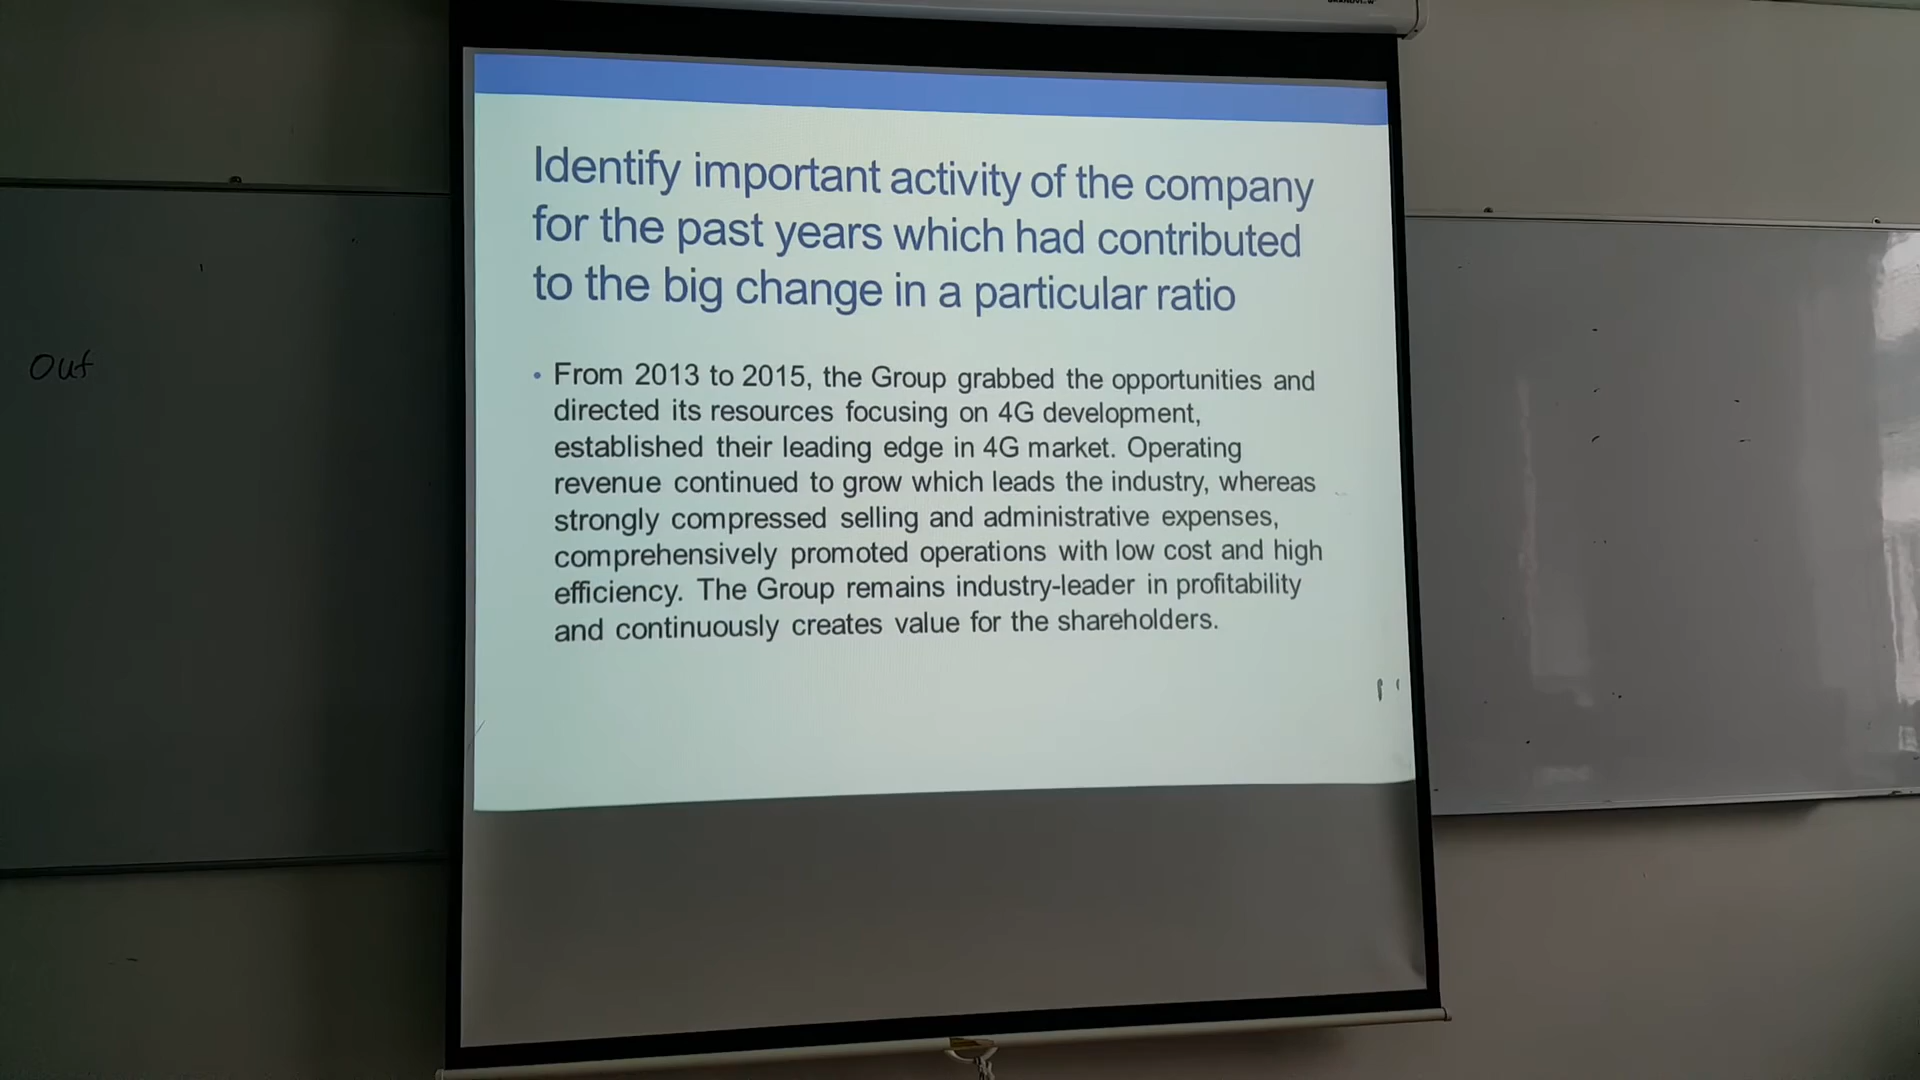 Identify important activity of the company
for the past years which had contributed
to the big change in a particular ratio
• From 2013 to 2015, the Group grabbed the opportunities and
directed its resources focusing on 4G development,
established their leading edge in 4G market. Operating
revenue continued to grow which leads the industry, whereas
strongly compressed selling and administrative expenses,
comprehensively promoted operations with low cost and high
efficiency. The Group remains industry-leader in profitability
and continuously creates value for the shareholders.
Out